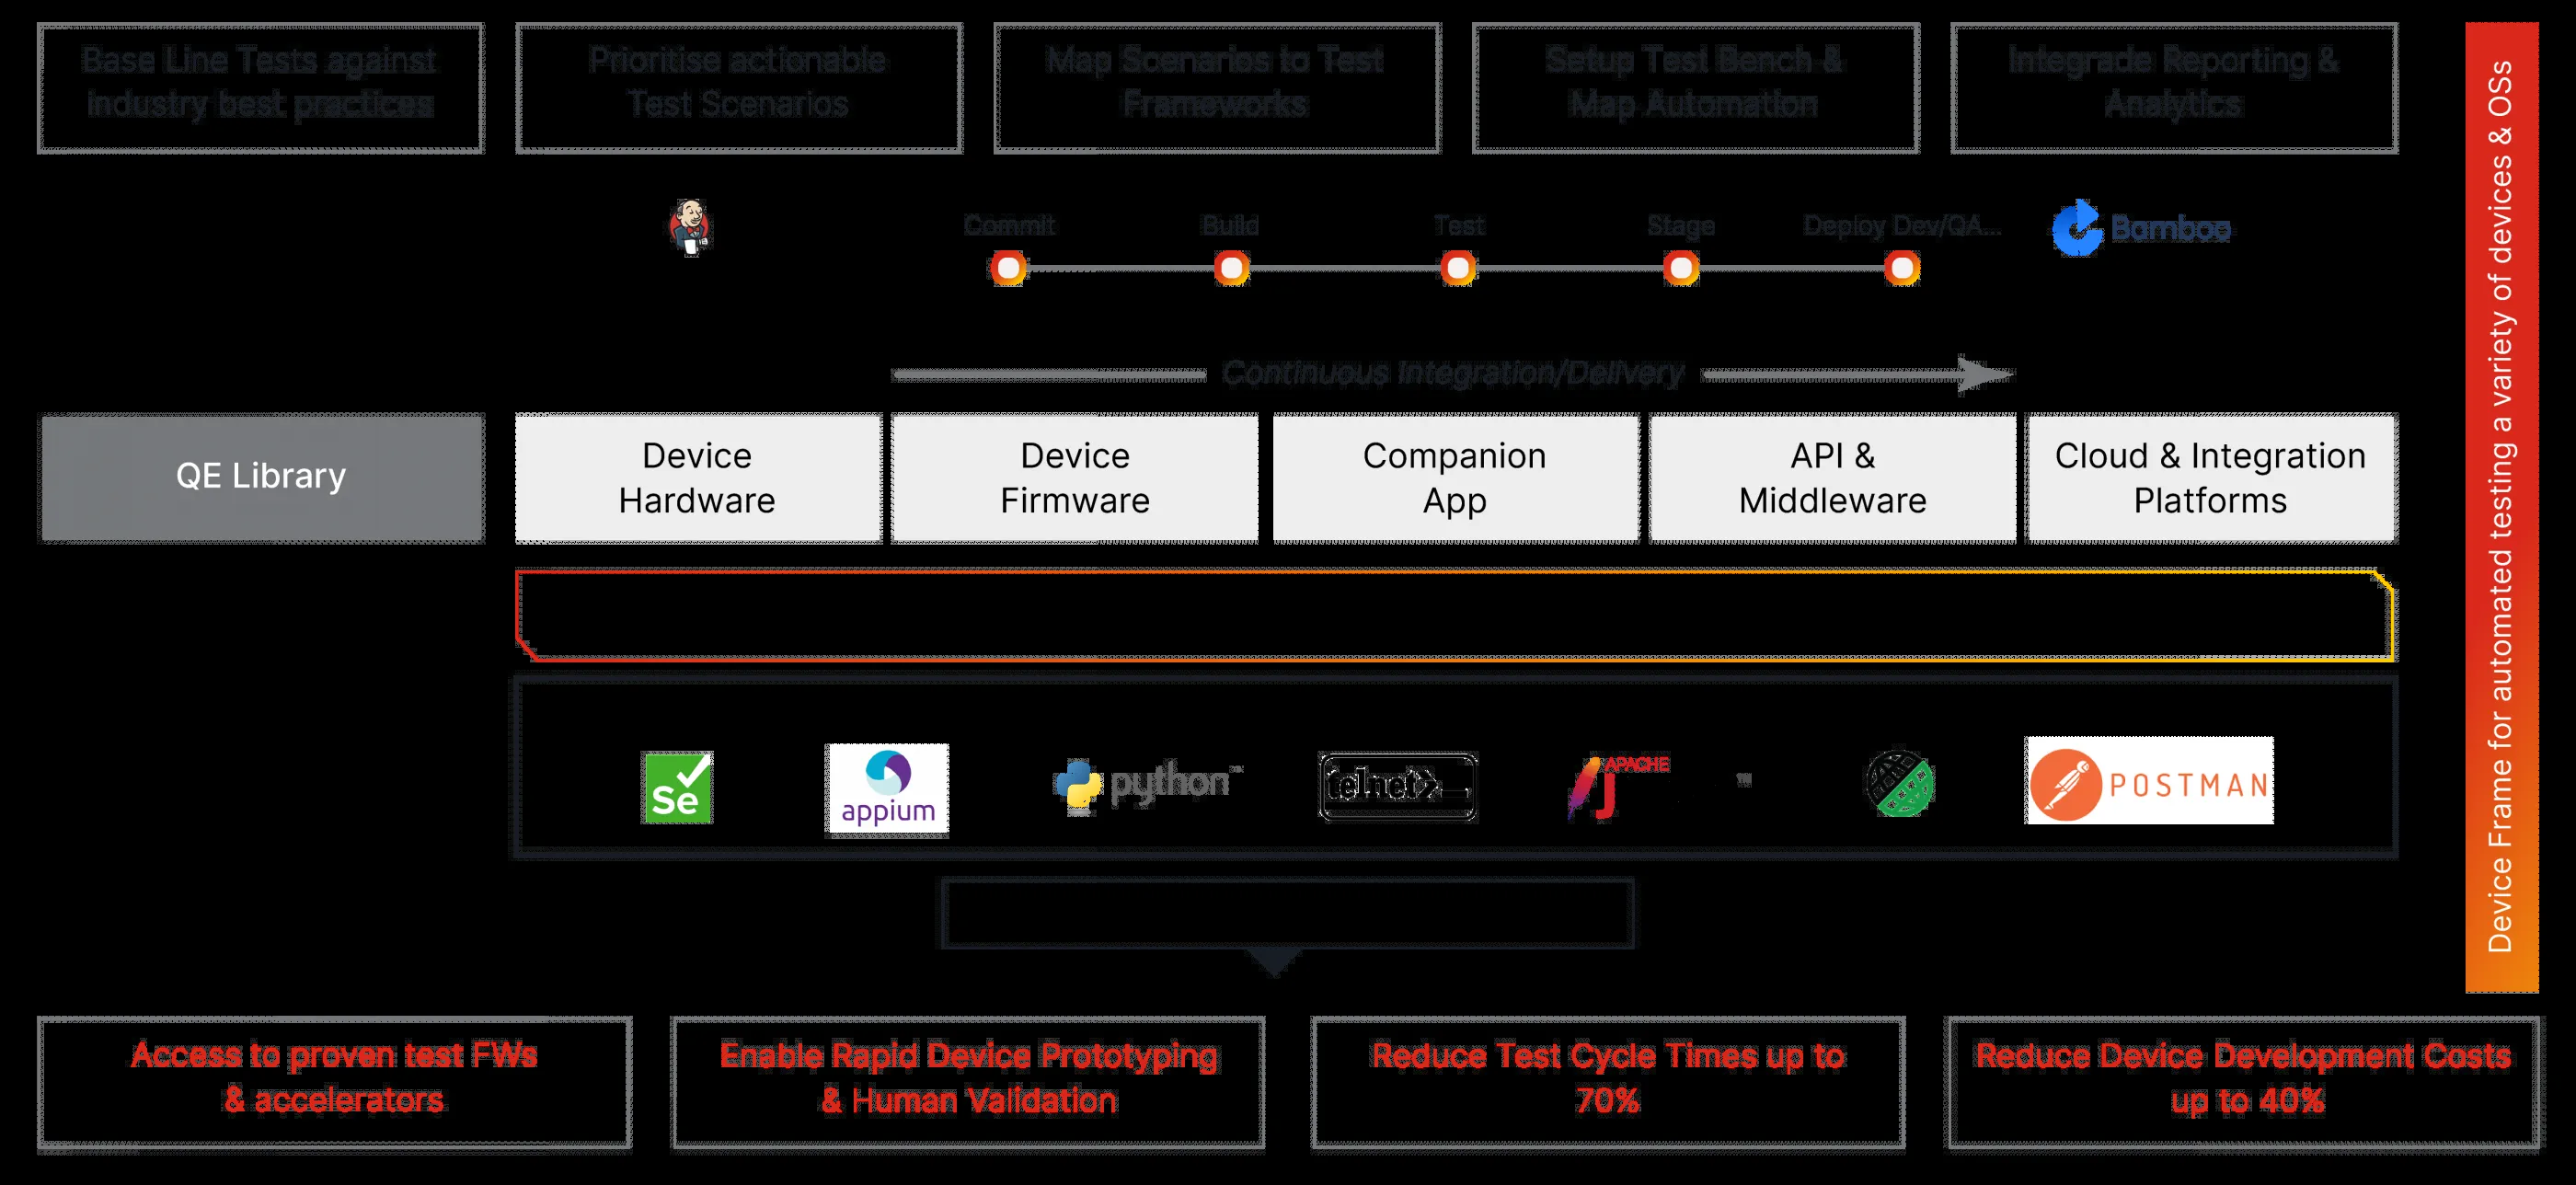 Base Line Tests against
industry best practices
Prioritise actionable
Test Scenarios
Map Scenarios to Test
Frameworks
Setup Test Bench &
Map Automation
Integrade Reporting &
Analytics
Commit
Build
Test
Stage
Deploy Dev/QA...
Bamboo
Continuous Integration/Delivery
QE Library
Device
Hardware
Device
Firmware
Companion
App
API &
Middleware
Cloud & Integration
Platforms
Se
appium
python™
telnet>_
APACHE
J
™
POSTMAN
Access to proven test FWs
& accelerators
Enable Rapid Device Prototyping
& Human Validation
Reduce Test Cycle Times up to
70%
Reduce Device Development Costs
up to 40%
Device Frame for automated testing a variety of devices & OSs